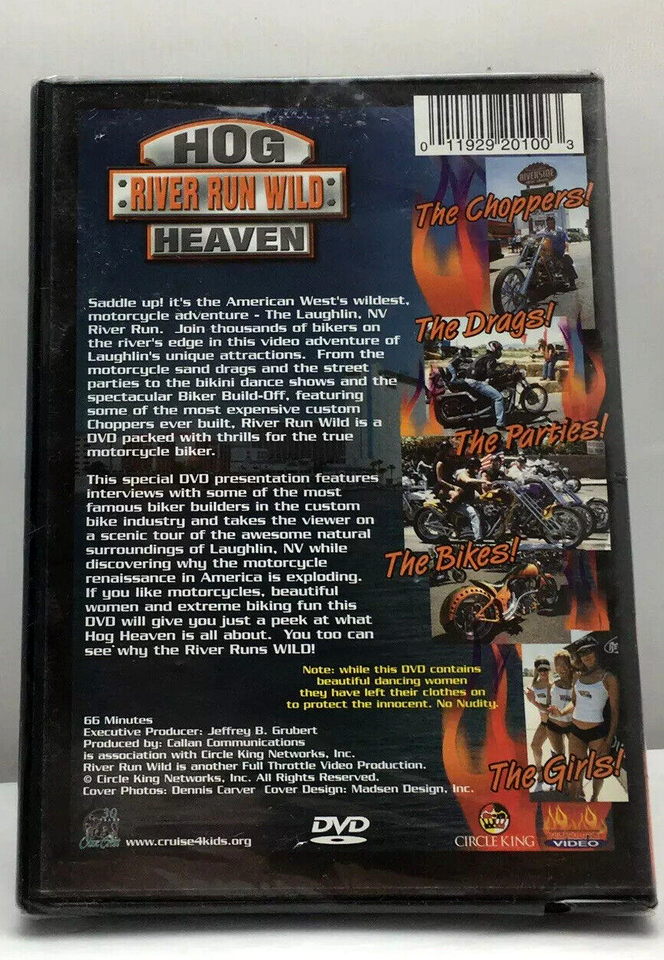 0 11929 20100 3
HOG
RIVER RUN WILD
HEAVEN
RIVERSIDE
The Choppers!
The Drags!
The Parties!
The Bikes!
The Girls!
Saddle up! it's the American West's wildest,
motorcycle adventure - The Laughlin, NV
River Run. Join thousands of bikers on
the river's edge in this video adventure of
Laughlin's unique attractions. From the
motorcycle sand drags and the street
parties to the bikini dance shows and the
spectacular Biker Build-Off, featuring
some of the most expensive custom
Choppers ever built, River Run Wild is a
DVD packed with thrills for the true
motorcycle biker.
This special DVD presentation features
interviews with some of the most
famous biker builders in the custom
bike industry and takes the viewer on
a scenic tour of the awesome natural
surroundings of Laughlin, NV while
discovering why the motorcycle
renaissance in America is exploding.
If you like motorcycles, beautiful
women and extreme biking fun this
DVD will give you just a peek at what
Hog Heaven is all about. You too can
see why the River Runs WILD!
Note: while this DVD contains
beautiful dancing women
they have left their clothes on
to protect the innocent. No Nudity.
66 Minutes
Executive Producer: Jeffrey B. Grubert
Produced by: Callan Communications
is association with Circle King Networks, Inc.
River Run Wild is another Full Throttle Video Production.
© Circle King Networks, Inc. All Rights Reserved.
Cover Photos: Dennis Carver Cover Design: Madsen Design, Inc.
www.cruise4kids.org
DVD
CIRCLE KING
VIDEO